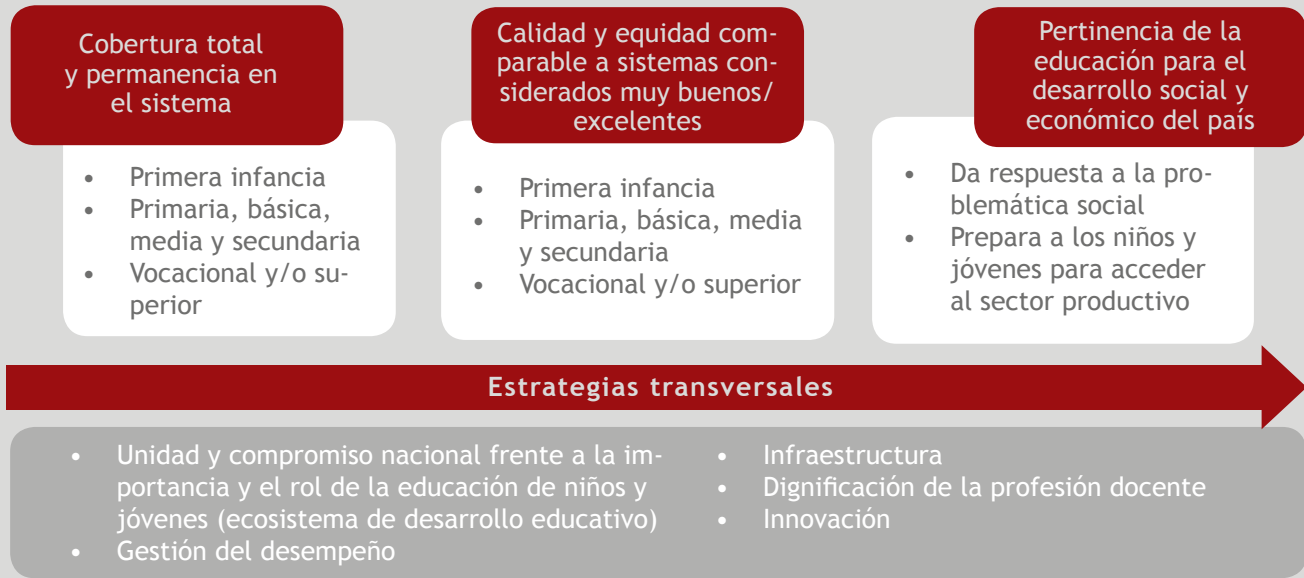 Cobertura total
y permanencia en
el sistema
• Primera infancia
• Primaria, básica,
media y secundaria
• Vocacional y/o su-
perior
Calidad y equidad com-
parable a sistemas con-
siderados muy buenos/
excelentes
• Primera infancia
• Primaria, básica, media
y secundaria
• Vocacional y/o superior
Pertinencia de la
educación para el
desarrollo social y
económico del país
• Da respuesta a la pro-
blemática social
• Prepara a los niños y
jóvenes para acceder
al sector productivo
Estrategias transversales
• Unidad y compromiso nacional frente a la im-
portancia y el rol de la educación de niños y
jóvenes (ecosistema de desarrollo educativo)
• Gestión del desempeño
• Infraestructura
• Dignificación de la profesión docente
• Innovación